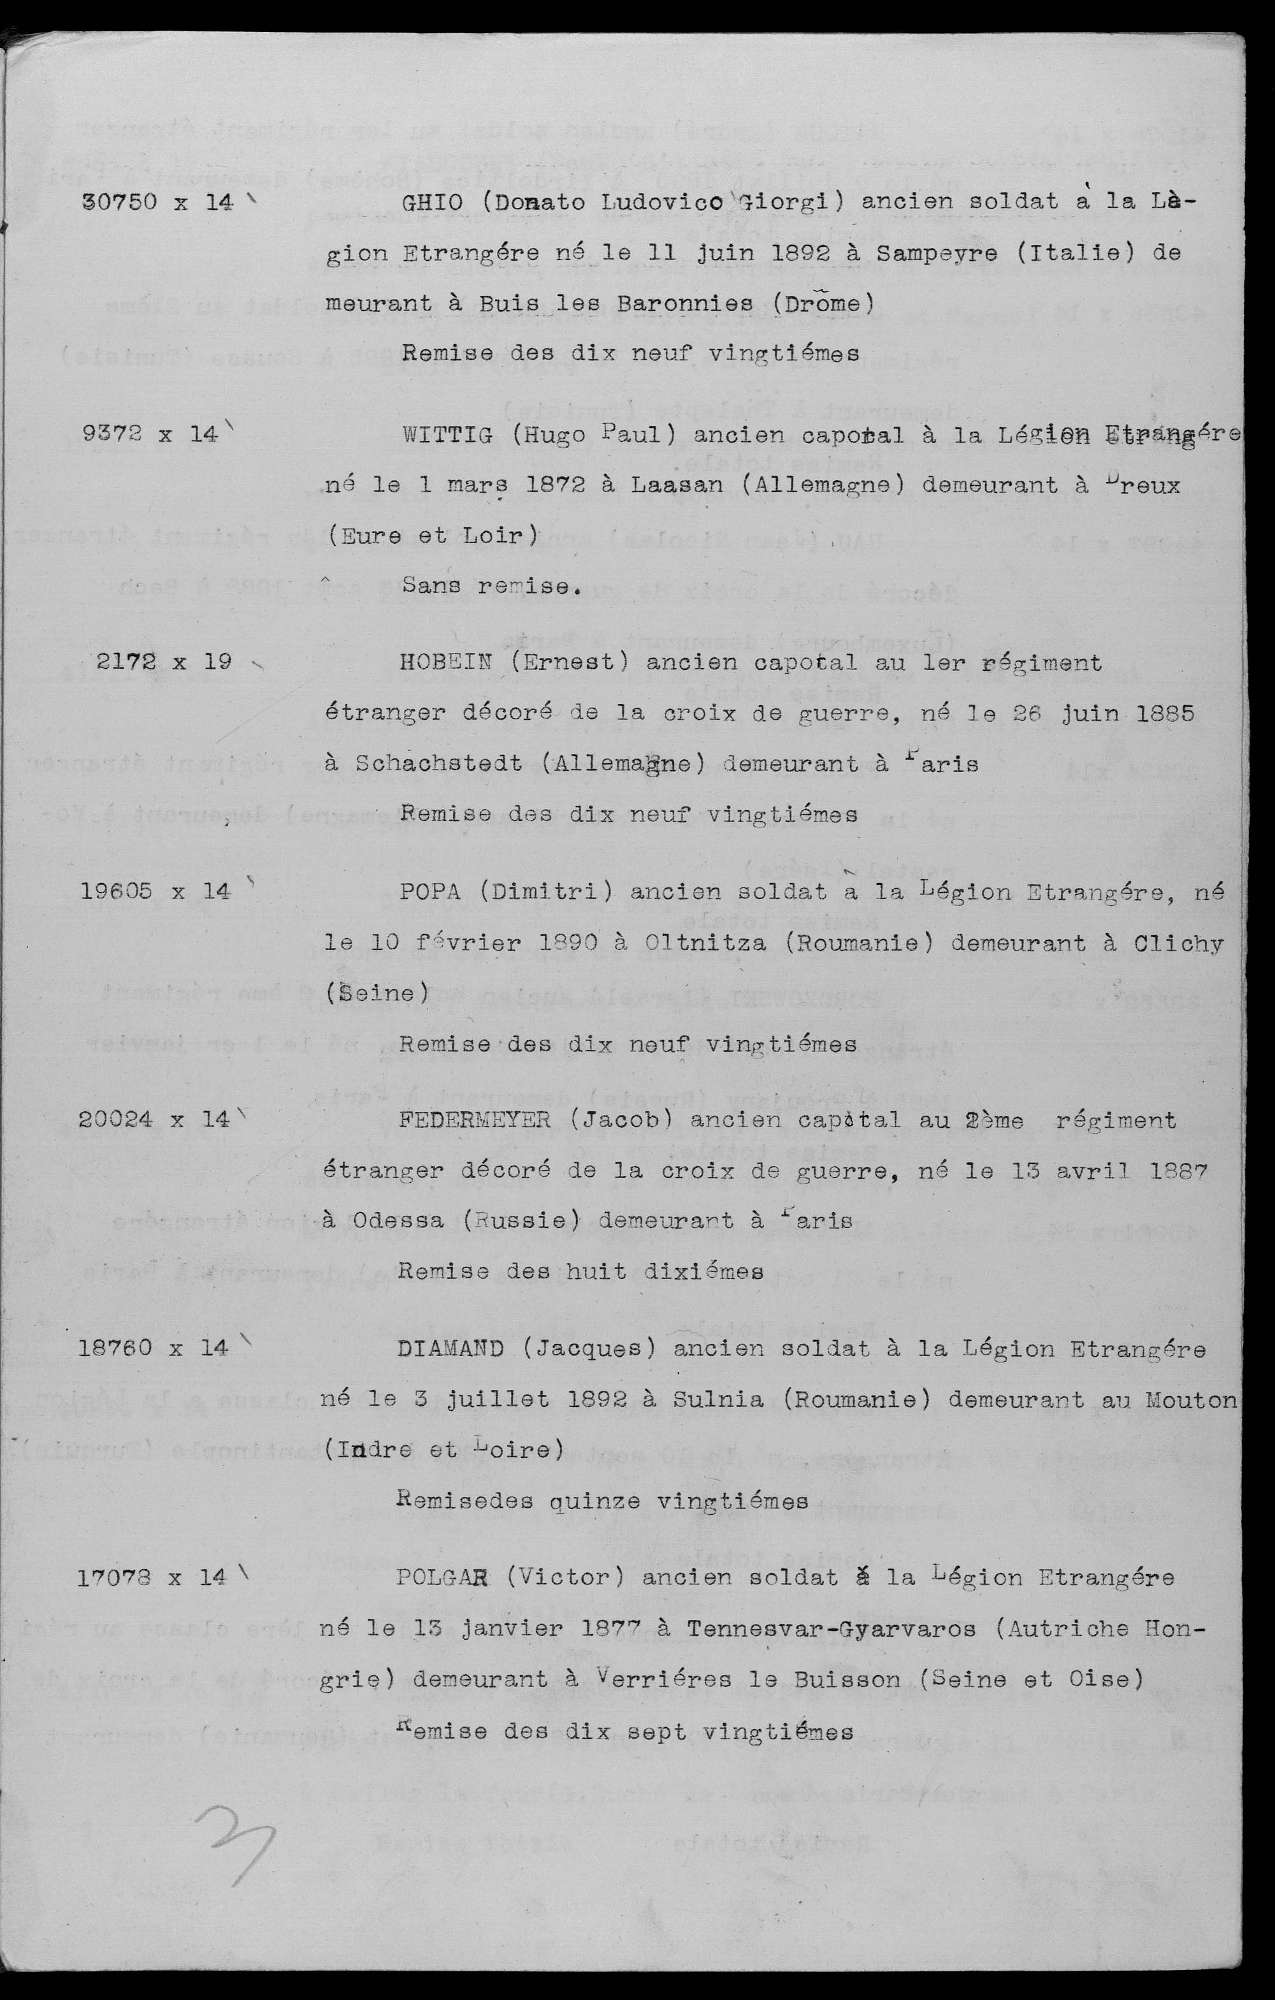 30750 x 14 GHIO (Donato Ludovico Giorgi) ancien soldat à la Lè-
gion Etrangére né le 11 juin 1892 à Sampeyre (Italie) de
meurant à Buis les Baronnies (Drôme)
Remise des dix neuf vingtiémes
9372 x 14 WITTIG (Hugo Paul) ancien caporal à la Légion Etrangére
né le 1 mars 1872 à Laasan (Allemagne) demeurant à Dreux
(Eure et Loir)
Sans remise.
2172 x 19 HOBEIN (Ernest) ancien capotal au 1er régiment
étranger décoré de la croix de guerre, né le 26 juin 1885
à Schachstedt (Allemagne) demeurant à Paris
Remise des dix neuf vingtiémes
19605 x 14 POPA (Dimitri) ancien soldat à la Légion Etrangére, né
le 10 février 1890 à Oltnitza (Roumanie) demeurant à Clichy
(Seine)
Remise des dix neuf vingtiémes
20024 x 14 FEDERMEYER (Jacob) ancien capotal au 2ème régiment
étranger décoré de la croix de guerre, né le 13 avril 1887
à Odessa (Russie) demeurant à Paris
Remise des huit dixiémes
18760 x 14 DIAMAND (Jacques) ancien soldat à la Légion Etrangére
né le 3 juillet 1892 à Sulnia (Roumanie) demeurant au Mouton
(Indre et Loire)
Remisedes quinze vingtiémes
17078 x 14 POLGAR (Victor) ancien soldat à la Légion Etrangére
né le 13 janvier 1877 à Tennesvar-Gyarvaros (Autriche Hon-
grie) demeurant à Verriéres le Buisson (Seine et Oise)
Remise des dix sept vingtiémes